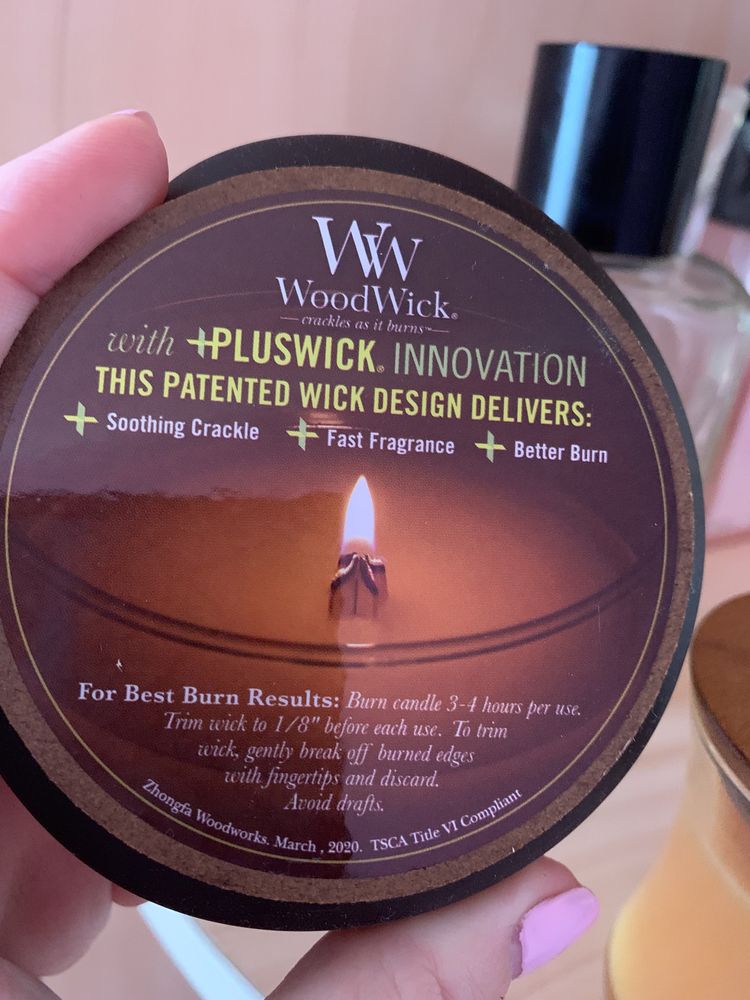 WW
WoodWick®
crackles as it burns™
with +PLUSWICK® INNOVATION
THIS PATENTED WICK DESIGN DELIVERS:
+ Soothing Crackle + Fast Fragrance + Better Burn
For Best Burn Results: Burn candle 3-4 hours per use.
Trim wick to 1/8" before each use. To trim
wick, gently break off burned edges
with fingertips and discard.
Avoid drafts.
Zhongfa Woodworks. March , 2020. TSCA Title VI Compliant